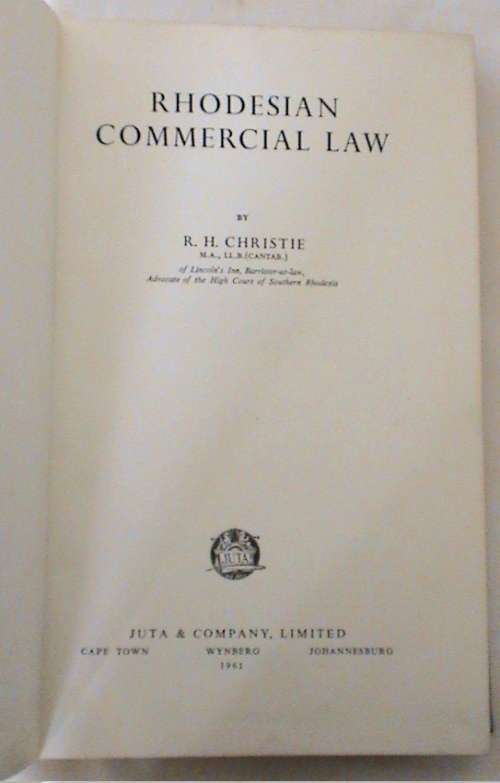 RHODESIAN
COMMERCIAL LAW
BY
R. H. CHRISTIE
M.A., LL.B.(CANTAB.)
of Lincoln's Inn, Barrister-at-law,
Advocate of the High Court of Southern Rhodesia
JUTA
JUTA & COMPANY, LIMITED
CAPE TOWN WYNBERG JOHANNESBURG
1961